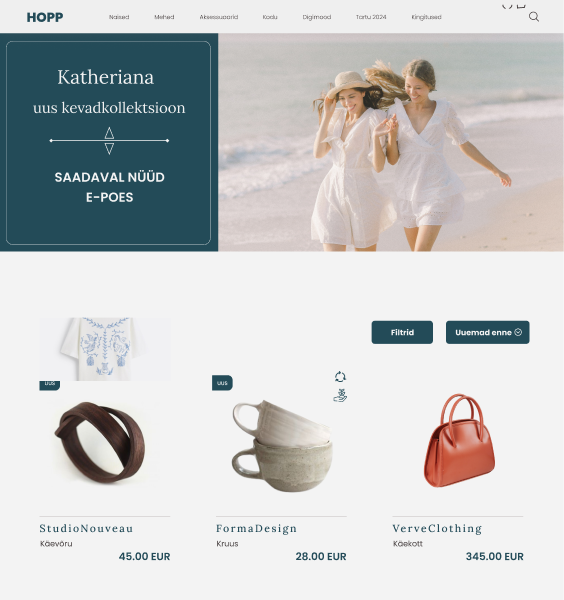 HOPP
Naised Mehed Aksessuaarid Kodu Digimood Tartu 2024 Kingitused
Katheriana
uus kevadkollektsioon
SAADAVAL NÜÜD
E-POES
Filtrid Uuemad enne
UUS UUS
StudioNouveau FormaDesign VerveClothing
Käevõru Kruus Käekott
45.00 EUR 28.00 EUR 345.00 EUR